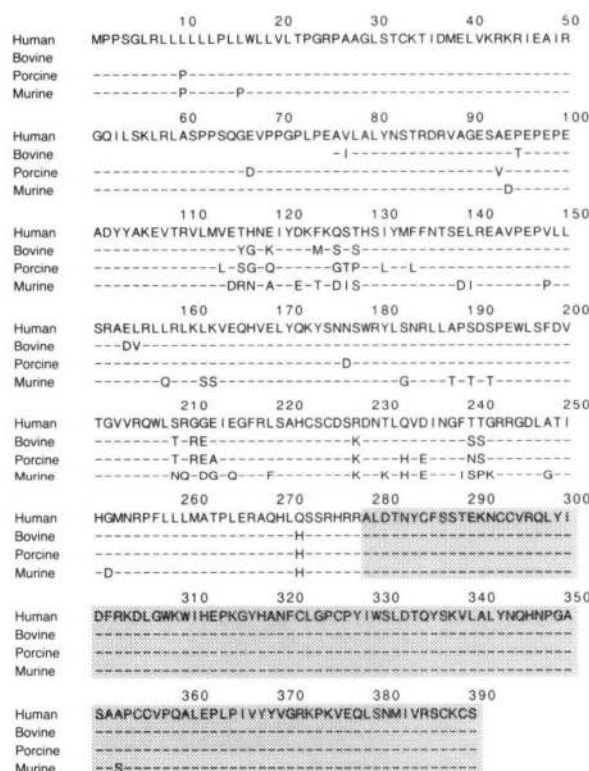 10 20 30 40 50
Human MPPSGLRLLLLLLPLLWLLVLTPGRPAAGLSTCKTIDMELVKRKRIEAIR
Bovine
Porcine ---------P----------------------------------------
Murine ---------P-----P----------------------------------
60 70 80 90 100
Human GQILSKLRLASPPSQGEVPPGPLPEAVLALYNSTRDRVAGESAEPEPEPE
Bovine -I-----------------T-----
Porcine ----------------D-------------------------V-------
Murine -------------------------------------------D------
110 120 130 140 150
Human ADYYAKEVTRVLMVETHNEIYDKFKQSTHSIYMFFNTSELREAVPEPVLL
Bovine ---------------YG-K----M-S-S----------------------
Porcine -------------L-SG-Q------GTP--L--L----------------
Murine --------------DRN-A--E-T-DIS----------DI-------P--
160 170 180 190 200
Human SRAELRLLRLKLKVEQHVELYQKYSNNSWRYLSNRLLAPSDSPEWLSFDV
Bovine ---DV---------------------------------------------
Porcine --------------------------D-----------------------
Murine -------Q---SS-------------------G----T-T-T--------
210 220 230 240 250
Human TGVVRQWLSRGGEIEGFRLSAHCSCDSRDNTLQVDINGFTTGRRGDLATI
Bovine --------T-RE---------------K-----------SS---------
Porcine --------T-REA--------------K----H-E----NS---------
Murine --------NQ-DG-Q---F--------K--K-H-E---ISPK-----G--
260 270 280 290 300
Human HGMNRPFLLLMATPLERAQHLQSSRHRRALDTNYCFSSTEKNCCVRQLYI
Bovine ---------------------H----------------------------
Porcine ---------------------H----------------------------
Murine -D-------------------H----------------------------
310 320 330 340 350
Human DFRKDLGWKWIHEPKGYHANFCLGPCPYIWSLDTQYSKVLALYNQHNPGA
Bovine --------------------------------------------------
Porcine --------------------------------------------------
Murine --------------------------------------------------
360 370 380 390
Human SAAPCCVPQALEPLPIVYYVGRKPKVEQLSNMIVRSCKCS
Bovine ----------------------------------------
Porcine ----------------------------------------
Murine --S-------------------------------------